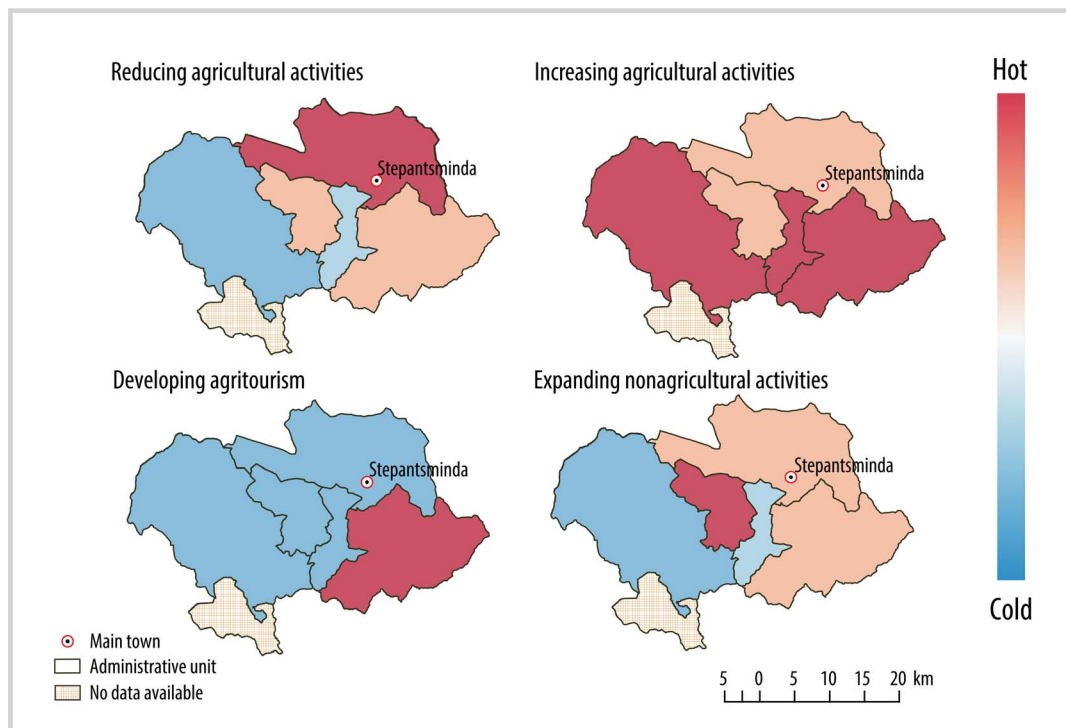 Reducing agricultural activities
Increasing agricultural activities
Hot
Stepantsminda
Stepantsminda
Developing agritourism
Expanding nonagricultural activities
Stepantsminda
Stepantsminda
Cold
Main town
Administrative unit
No data available
5 0 5 10 15 20 km